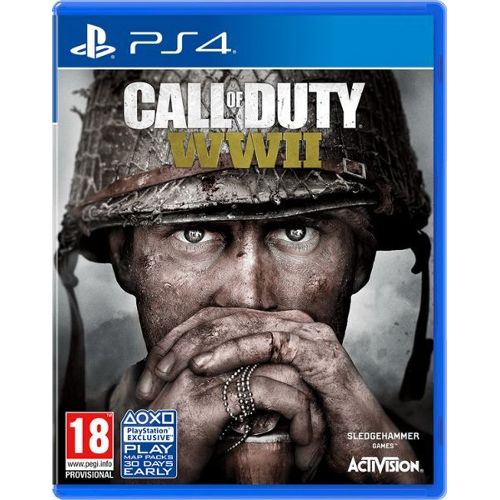 PS4
CALL OF DUTY
WWII
18
www.pegi.info
PROVISIONAL
PlayStation
EXCLUSIVE
PLAY
MAP PACKS
30 DAYS
EARLY
SLEDGEHAMMER
GAMES
ACTIVISION